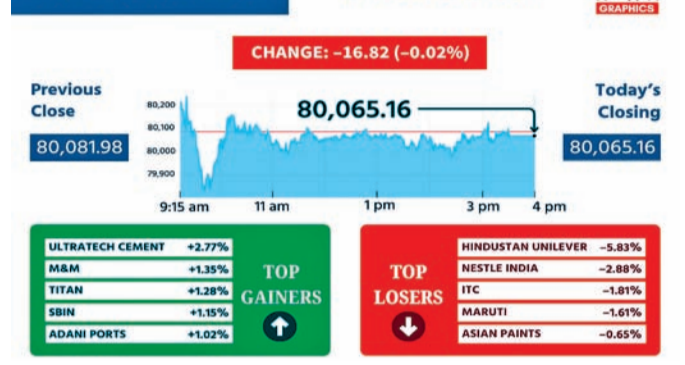 GRAPHICS
CHANGE: –16.82 (–0.02%)
Previous
Close
80,081.98
80,200
80,100
80,000
79,900
80,065.16
Today's
Closing
80,065.16
9:15 am
11 am
1 pm
3 pm
4 pm
ULTRATECH CEMENT +2.77%
M&M +1.35%
TITAN +1.28%
SBIN +1.15%
ADANI PORTS +1.02%
TOP
GAINERS
TOP
LOSERS
HINDUSTAN UNILEVER –5.83%
NESTLE INDIA –2.88%
ITC –1.81%
MARUTI –1.61%
ASIAN PAINTS –0.65%